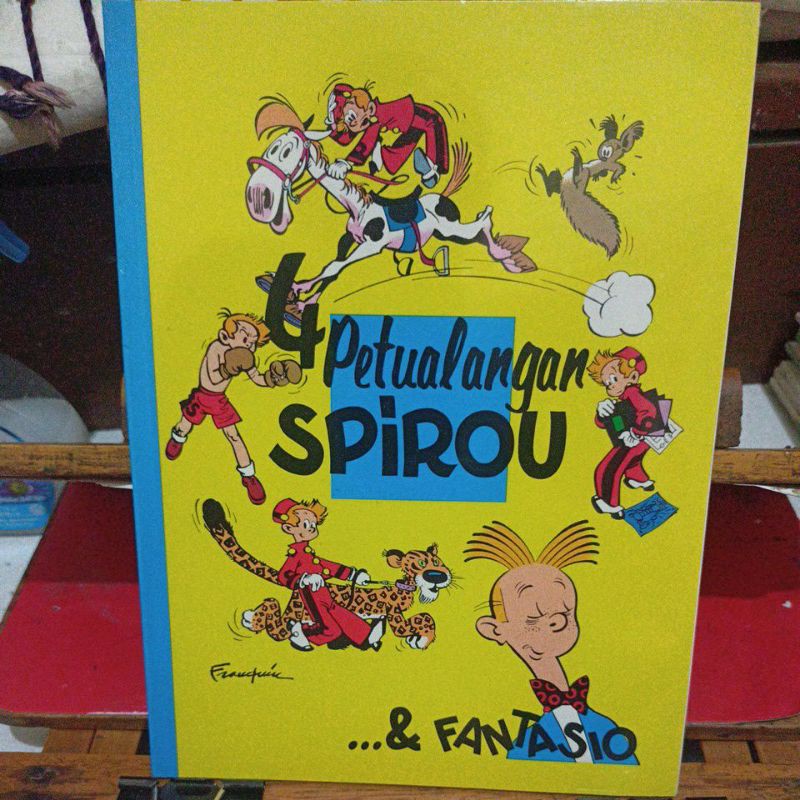 4 Petualangan
SPiROU
Franquin
...& FANTASIO